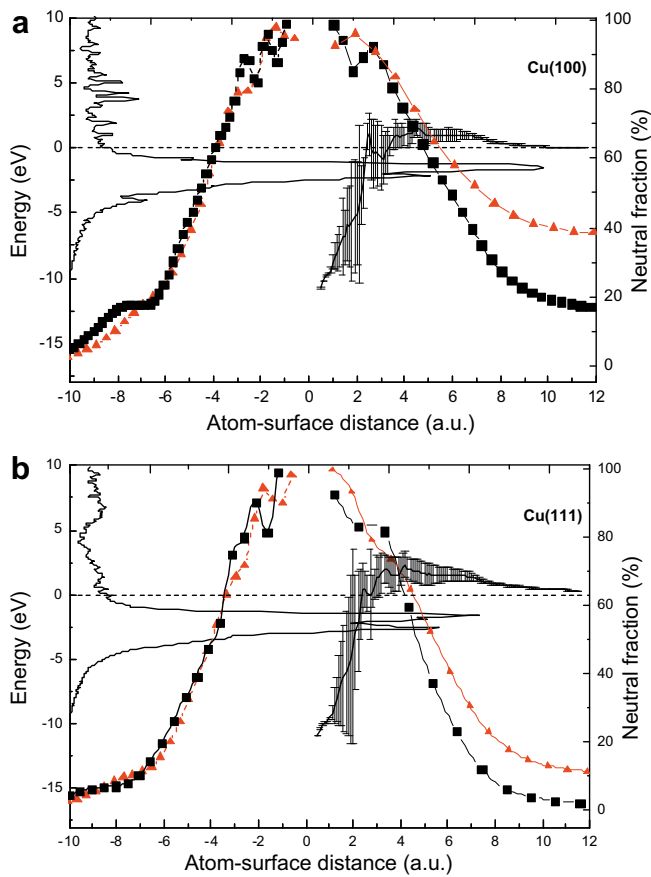 a
Cu(100)
10
5
0
-5
-10
-15
Energy (eV)
100
80
60
40
20
0
Neutral fraction (%)
-10 -8 -6 -4 -2 0 2 4 6 8 10 12
Atom-surface distance (a.u.)
b
Cu(111)
10
5
0
-5
-10
-15
Energy (eV)
100
80
60
40
20
0
Neutral fraction (%)
-10 -8 -6 -4 -2 0 2 4 6 8 10 12
Atom-surface distance (a.u.)